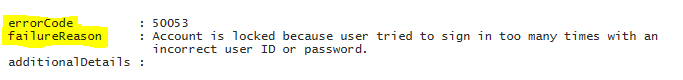 errorCode : 50053
failureReason : Account is locked because user tried to sign in too many times with an
incorrect user ID or password.
additionalDetails :